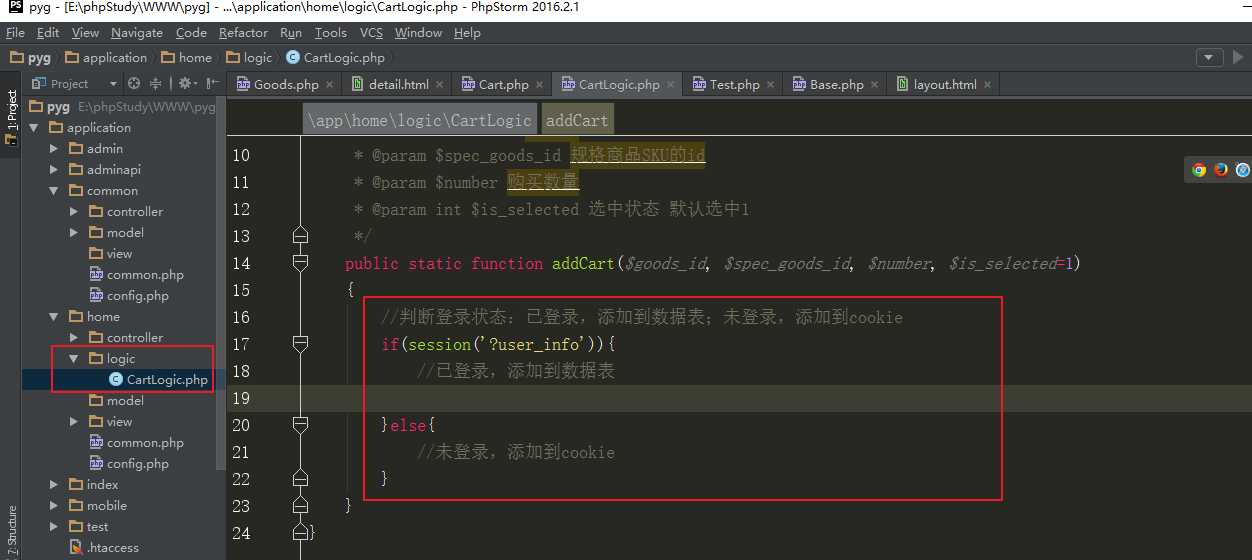 PS pyg - [E:\phpStudy\WWW\pyg] - ...\application\home\logic\CartLogic.php - PhpStorm 2016.2.1
File Edit View Navigate Code Refactor Run Tools VCS Window Help
pyg application home logic CartLogic.php
Project Goods.php detail.html Cart.php CartLogic.php Test.php Base.php layout.html
1: Project
7: Structure
pyg E:\phpStudy\WWW\pyg
application
admin
adminapi
common
controller
model
view
common.php
config.php
home
controller
logic
CartLogic.php
model
view
common.php
config.php
index
mobile
test
.htaccess
\app\home\logic\CartLogic addCart
10 * @param $spec_goods_id 规格商品SKU的id
11 * @param $number 购买数量
12 * @param int $is_selected 选中状态 默认选中1
13 */
14 public static function addCart($goods_id, $spec_goods_id, $number, $is_selected=1)
15 {
16 //判断登录状态：已登录，添加到数据表；未登录，添加到cookie
17 if(session('?user_info')){
18 //已登录，添加到数据表
19
20 }else{
21 //未登录，添加到cookie
22 }
23 }
24 }